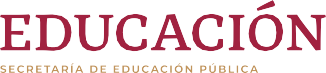 EDUCACIÓN
SECRETARÍA DE EDUCACIÓN PÚBLICA